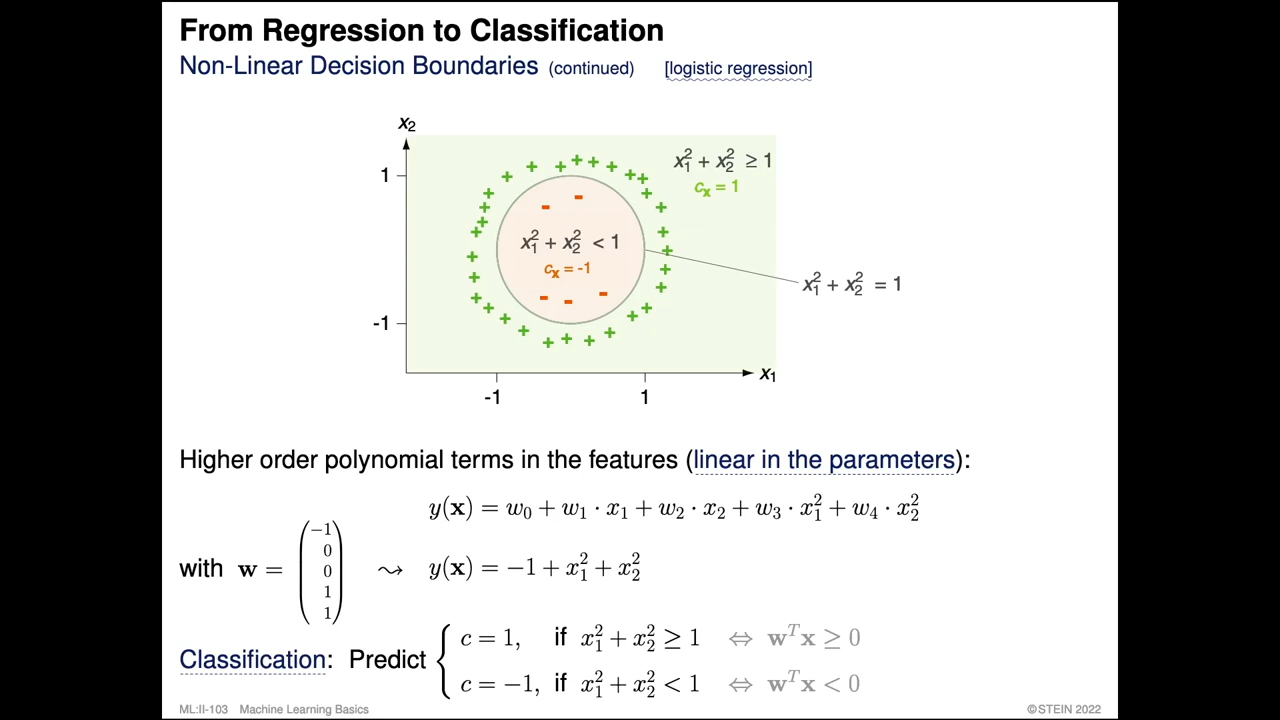 From Regression to Classification
Non-Linear Decision Boundaries (continued) [logistic regression]
x₂
x₁² + x₂² ≥ 1
cₓ = 1
1
x₁² + x₂² < 1
cₓ = -1
x₁² + x₂² = 1
-1
x₁
-1 1
Higher order polynomial terms in the features (linear in the parameters):
y(x) = w₀ + w₁ · x₁ + w₂ · x₂ + w₃ · x₁² + w₄ · x₂²
with w = (−1 0 0 1 1) ⤳ y(x) = −1 + x₁² + x₂²
Classification: Predict { c = 1, if x₁² + x₂² ≥ 1 ⇔ wᵀx ≥ 0
c = −1, if x₁² + x₂² < 1 ⇔ wᵀx < 0
ML:II-103 Machine Learning Basics ©STEIN 2022